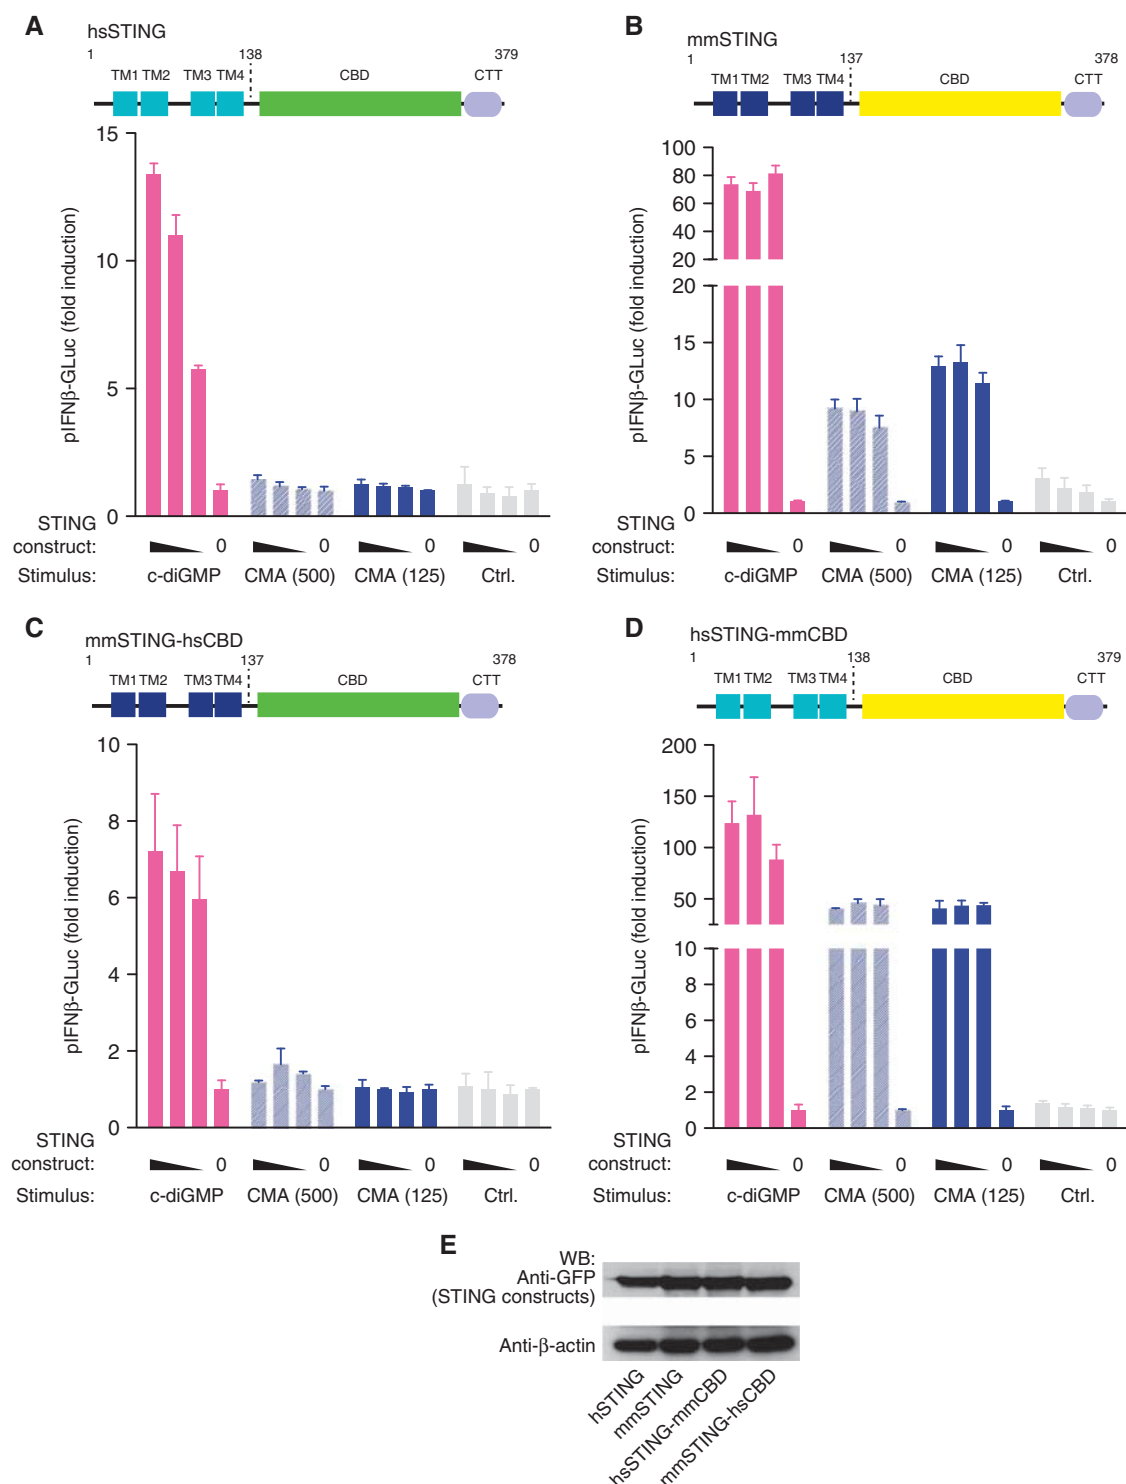 A
hsSTING
1 138 379
TM1 TM2 TM3 TM4 CBD CTT
15
10
5
0
pIFNβ-GLuc (fold induction)
STING
construct: 0 0 0 0
Stimulus: c-diGMP CMA (500) CMA (125) Ctrl.
B
mmSTING
1 137 378
TM1 TM2 TM3 TM4 CBD CTT
100
80
60
40
20
20
15
10
5
0
pIFNβ-GLuc (fold induction)
STING
construct: 0 0 0 0
Stimulus: c-diGMP CMA (500) CMA (125) Ctrl.
C
mmSTING-hsCBD
1 137 378
TM1 TM2 TM3 TM4 CBD CTT
10
8
6
4
2
0
pIFNβ-GLuc (fold induction)
STING
construct: 0 0 0 0
Stimulus: c-diGMP CMA (500) CMA (125) Ctrl.
D
hsSTING-mmCBD
1 138 379
TM1 TM2 TM3 TM4 CBD CTT
200
150
100
50
10
8
6
4
2
0
pIFNβ-GLuc (fold induction)
STING
construct: 0 0 0 0
Stimulus: c-diGMP CMA (500) CMA (125) Ctrl.
E
WB:
Anti-GFP
(STING constructs)
Anti-β-actin
hSTING
mmSTING
hsSTING-mmCBD
mmSTING-hsCBD